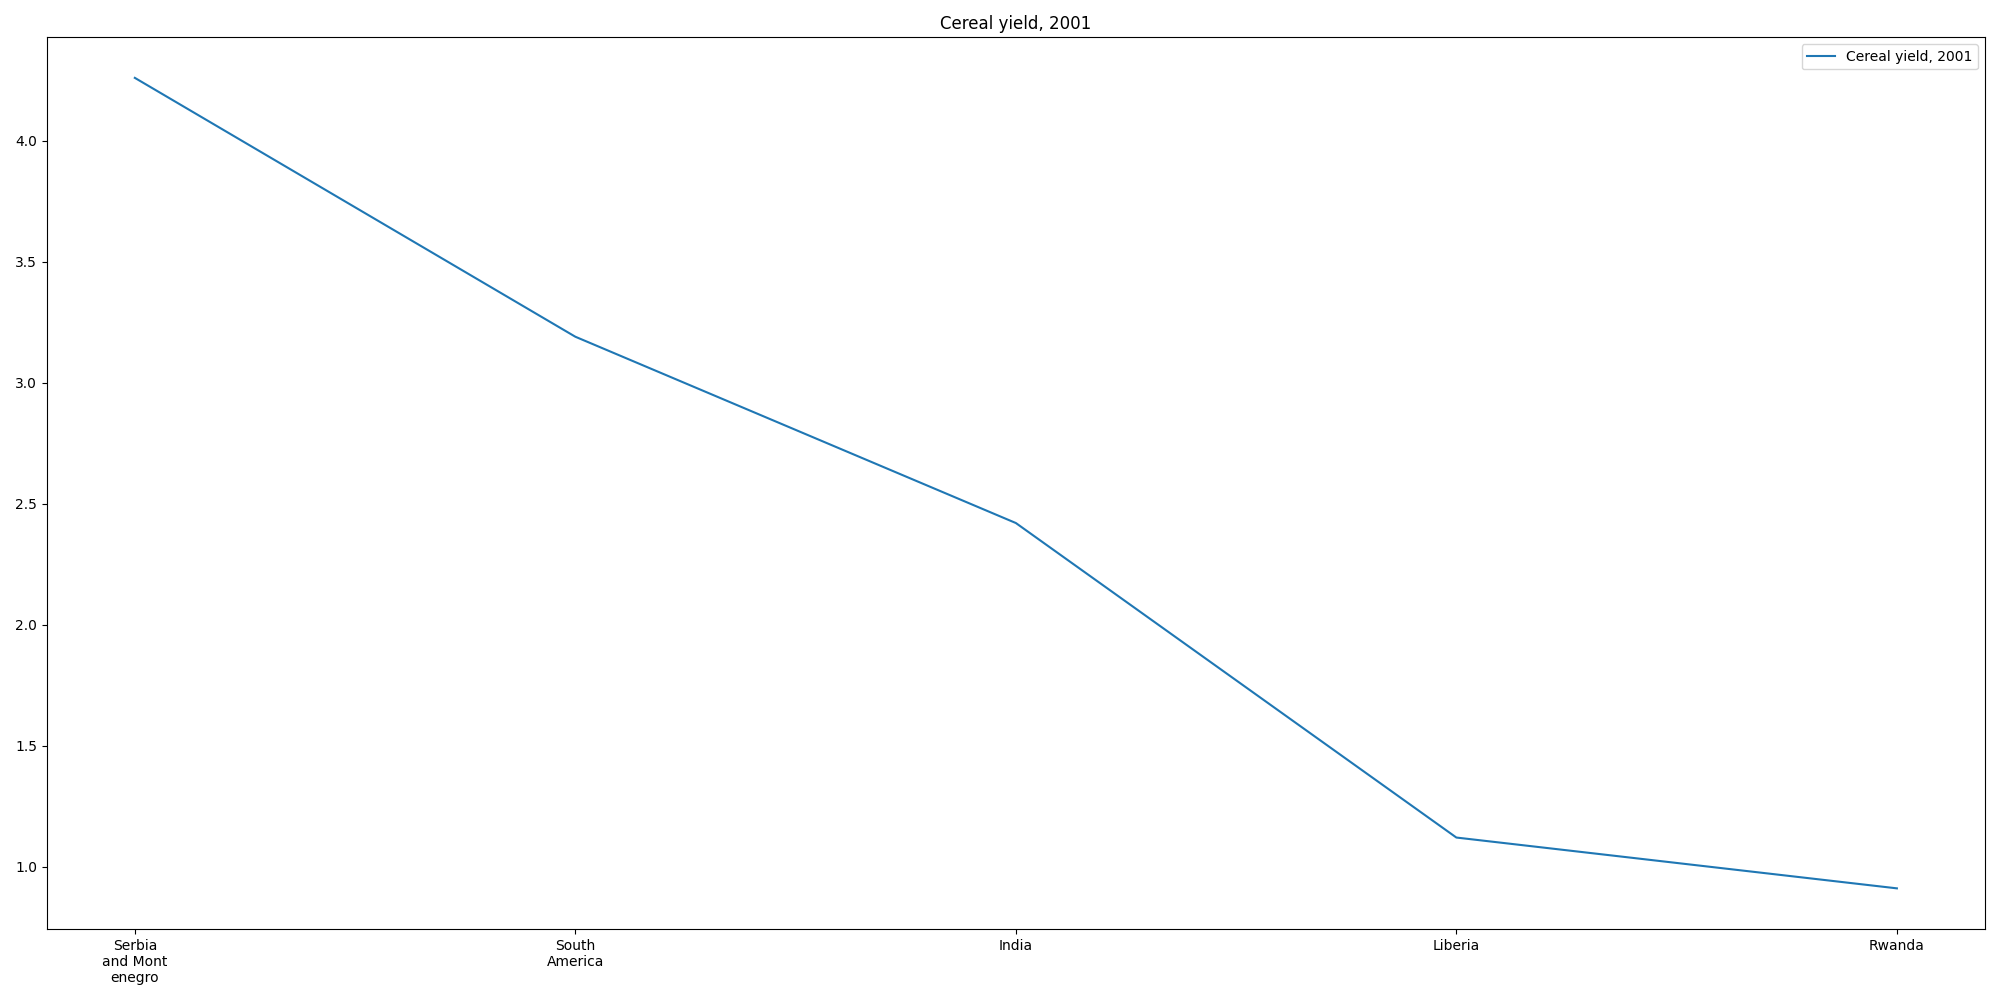 Cereal yield, 2001
Cereal yield, 2001
4.0
3.5
3.0
2.5
2.0
1.5
1.0
Serbia
and Mont
enegro
South
America
India
Liberia
Rwanda